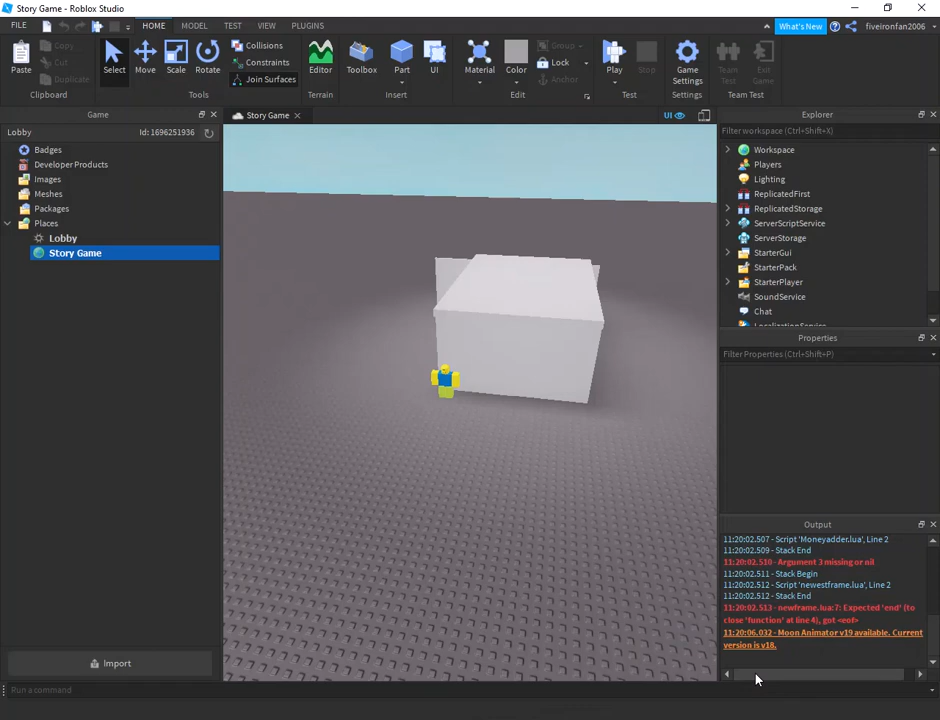 Story Game - Roblox Studio
FILE HOME MODEL TEST VIEW PLUGINS What's New fiveironfan2006
Paste Copy Cut Duplicate Select Move Scale Rotate Collisions Constraints Join Surfaces Editor Toolbox Part UI Material Color Group Lock Anchor Play Stop Game Settings Team Test Exit Game
Clipboard Tools Terrain Insert Edit Test Settings Team Test
Game
Lobby Id: 1696251936
Badges
Developer Products
Images
Meshes
Packages
Places
Lobby
Story Game
Import
Story Game
UI
Explorer
Filter workspace (Ctrl+Shift+X)
Workspace
Players
Lighting
ReplicatedFirst
ReplicatedStorage
ServerScriptService
ServerStorage
StarterGui
StarterPack
StarterPlayer
SoundService
Chat
LocalizationService
Properties
Filter Properties (Ctrl+Shift+P)
Output
11:20:02.507 - Script 'Moneyadder.lua', Line 2
11:20:02.509 - Stack End
11:20:02.510 - Argument 3 missing or nil
11:20:02.511 - Stack Begin
11:20:02.512 - Script 'newestframe.lua', Line 2
11:20:02.512 - Stack End
11:20:02.513 - newframe.lua:7: Expected 'end' (to
close 'function' at line 4), got <eof>
11:20:06.032 - Moon Animator v19 available. Current
version is v18.
Run a command